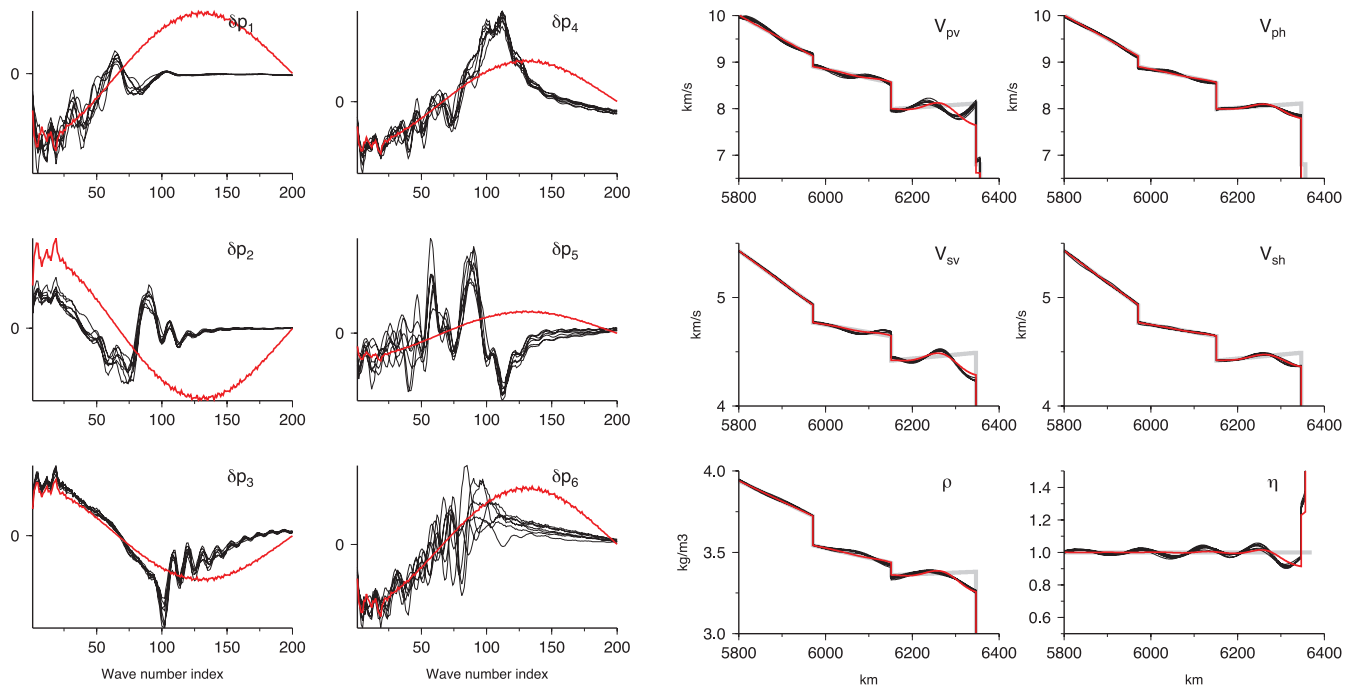 δp1
0
50 100 150 200
δp4
0
50 100 150 200
δp2
0
50 100 150 200
δp5
0
50 100 150 200
δp3
0
50 100 150 200
Wave number index
δp6
0
50 100 150 200
Wave number index
Vpv
10
9
8
7
km/s
5800 6000 6200 6400
Vph
10
9
8
7
km/s
5800 6000 6200 6400
Vsv
5
4
km/s
5800 6000 6200 6400
Vsh
5
4
km/s
5800 6000 6200 6400
ρ
4.0
3.5
3.0
kg/m3
5800 6000 6200 6400
km
η
1.4
1.2
1.0
0.8
0.6
5800 6000 6200 6400
km